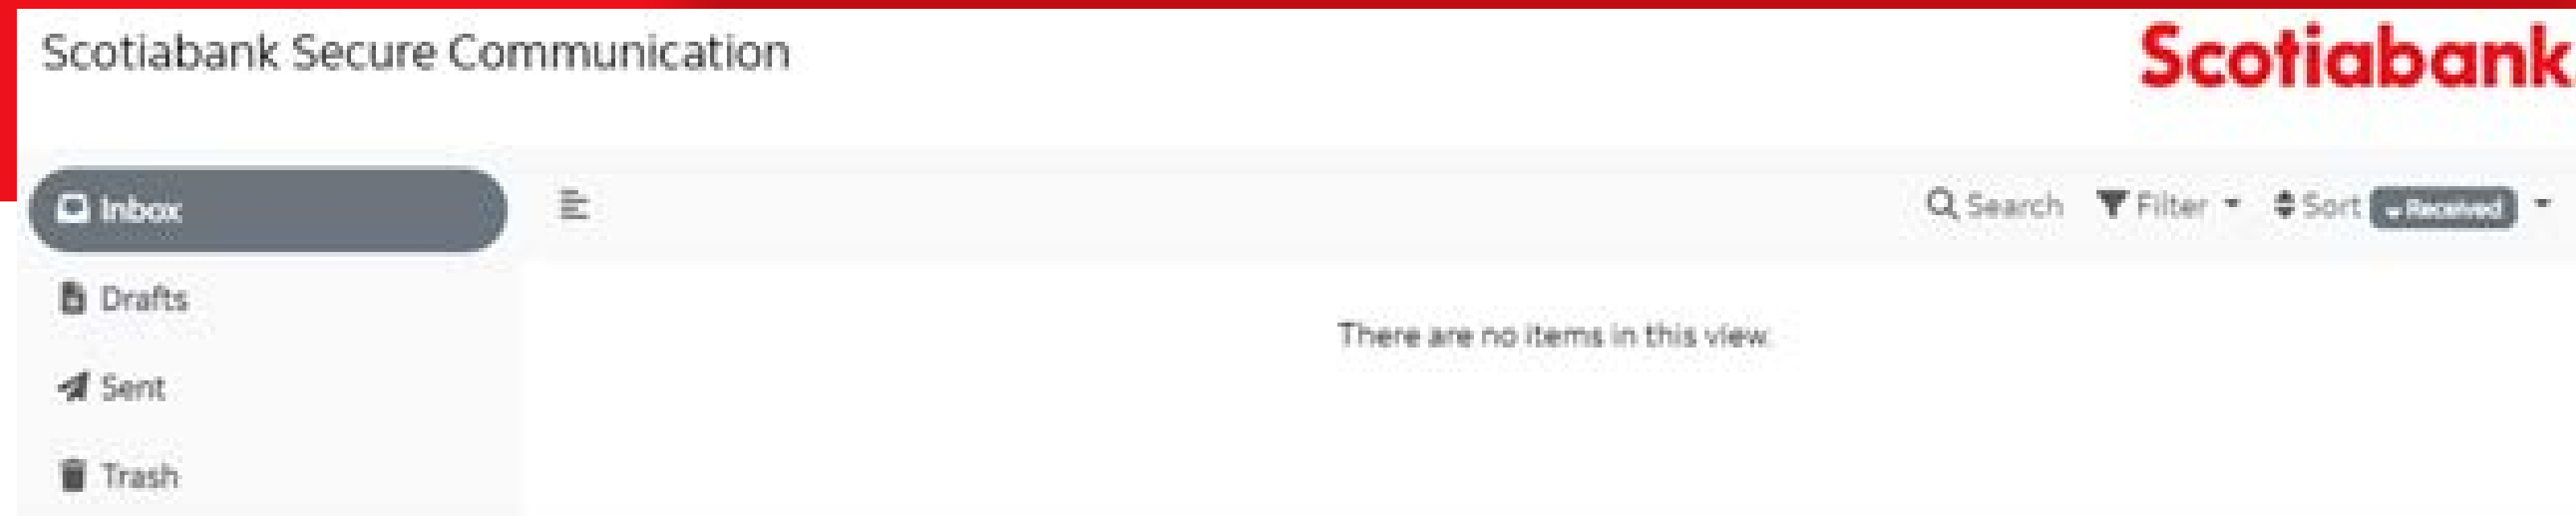 Scotiabank Secure Communication
Scotiabank
Inbox
Search Filter Sort Received
Drafts
There are no items in this view.
Sent
Trash